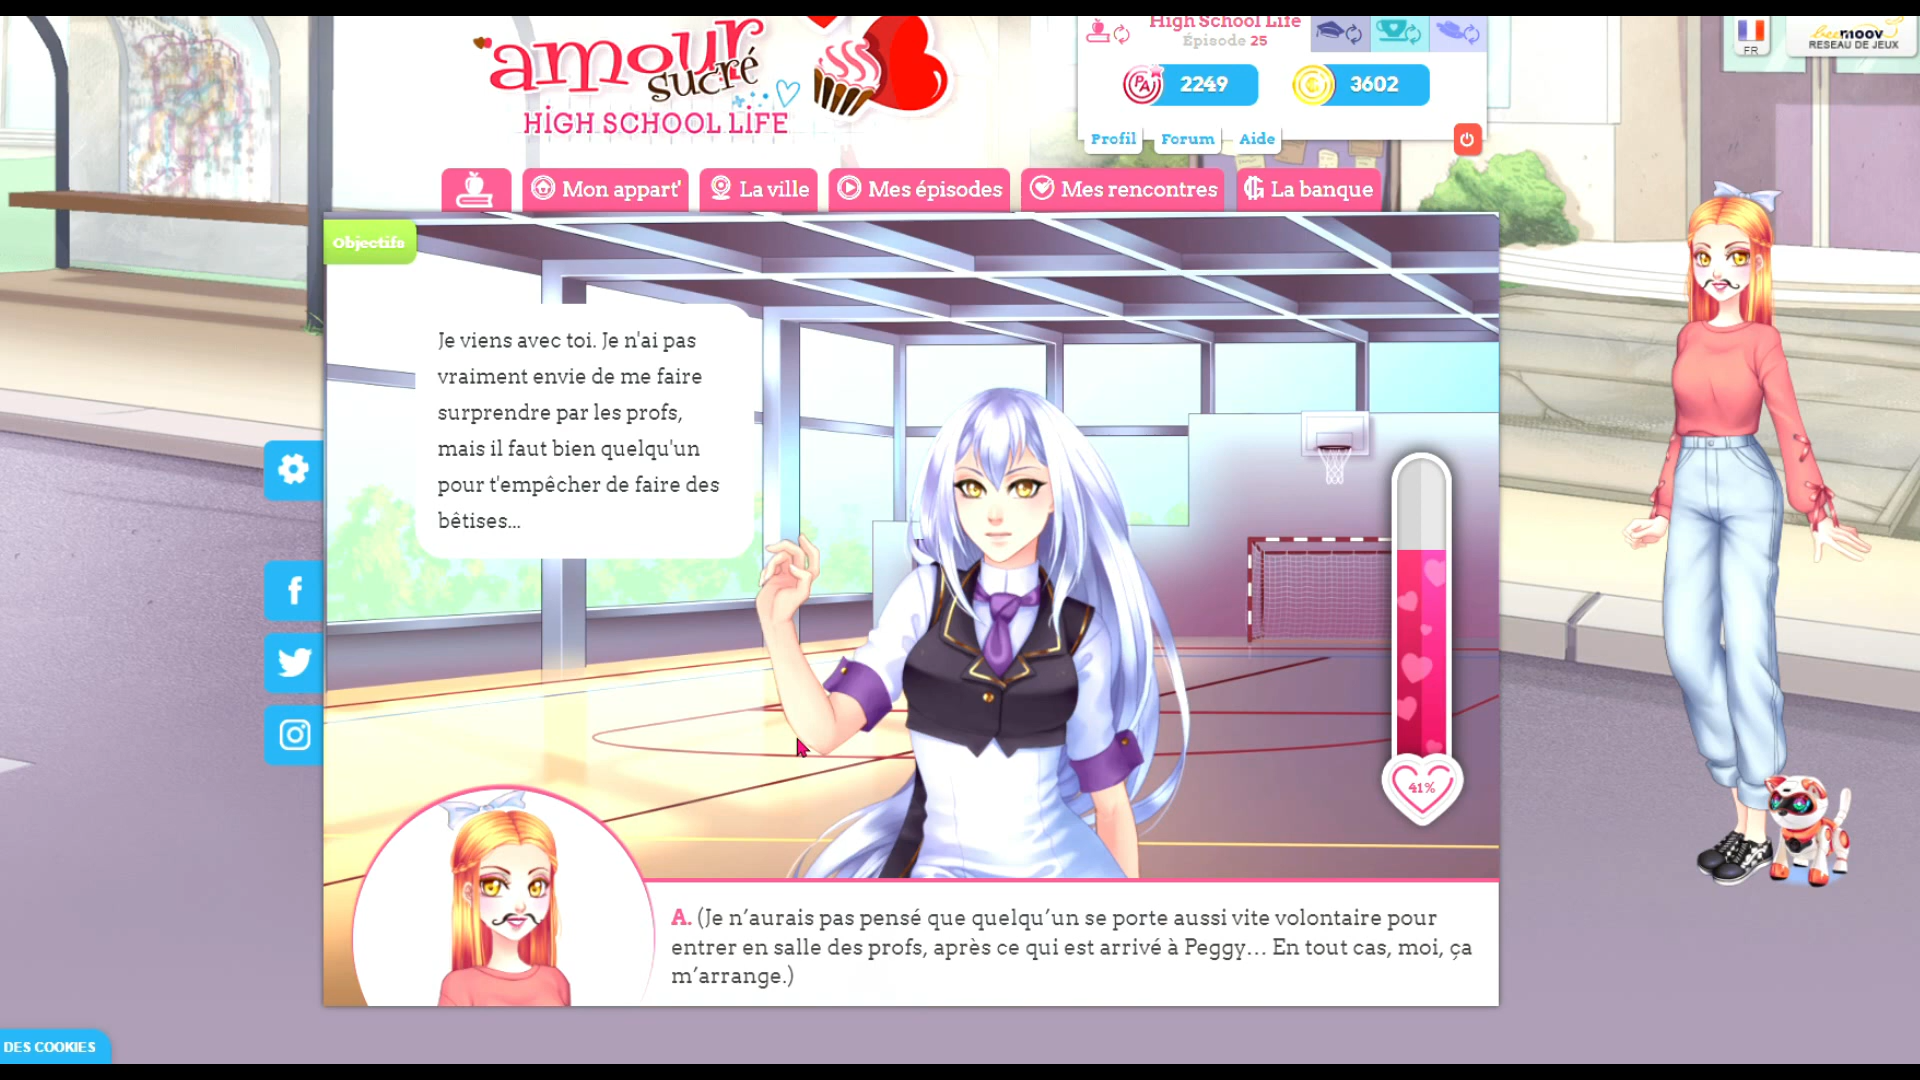 amour
sucré
HIGH SCHOOL LIFE
High School Life
Épisode 25
PA
2249
3602
Profil
Forum
Aide
FR
beemoov
RESEAU DE JEUX
Mon appart'
La ville
Mes épisodes
Mes rencontres
La banque
Objectifs
Je viens avec toi. Je n'ai pas
vraiment envie de me faire
surprendre par les profs,
mais il faut bien quelqu'un
pour t'empêcher de faire des
bêtises...
41%
A. (Je n’aurais pas pensé que quelqu’un se porte aussi vite volontaire pour
entrer en salle des profs, après ce qui est arrivé à Peggy… En tout cas, moi, ça
m’arrange.)
DES COOKIES